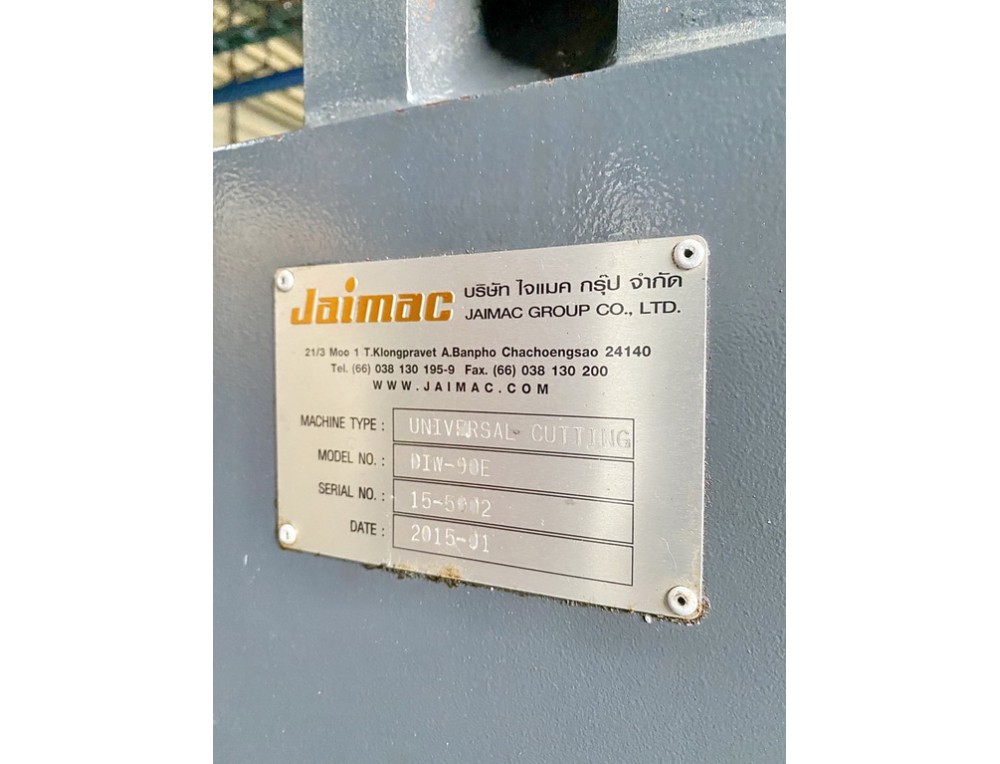 Jaimac บริษัท ไจแมค กรุ๊ป จำกัด
JAIMAC GROUP CO., LTD.
21/3 Moo 1 T.Klongpravet A.Banpho Chachoengsao 24140
Tel. (66) 038 130 195-9 Fax. (66) 038 130 200
WWW.JAIMAC.COM
MACHINE TYPE : UNIVERSAL CUTTING
MODEL NO. : DIW-90E
SERIAL NO. : 15-5002
DATE : 2015-01